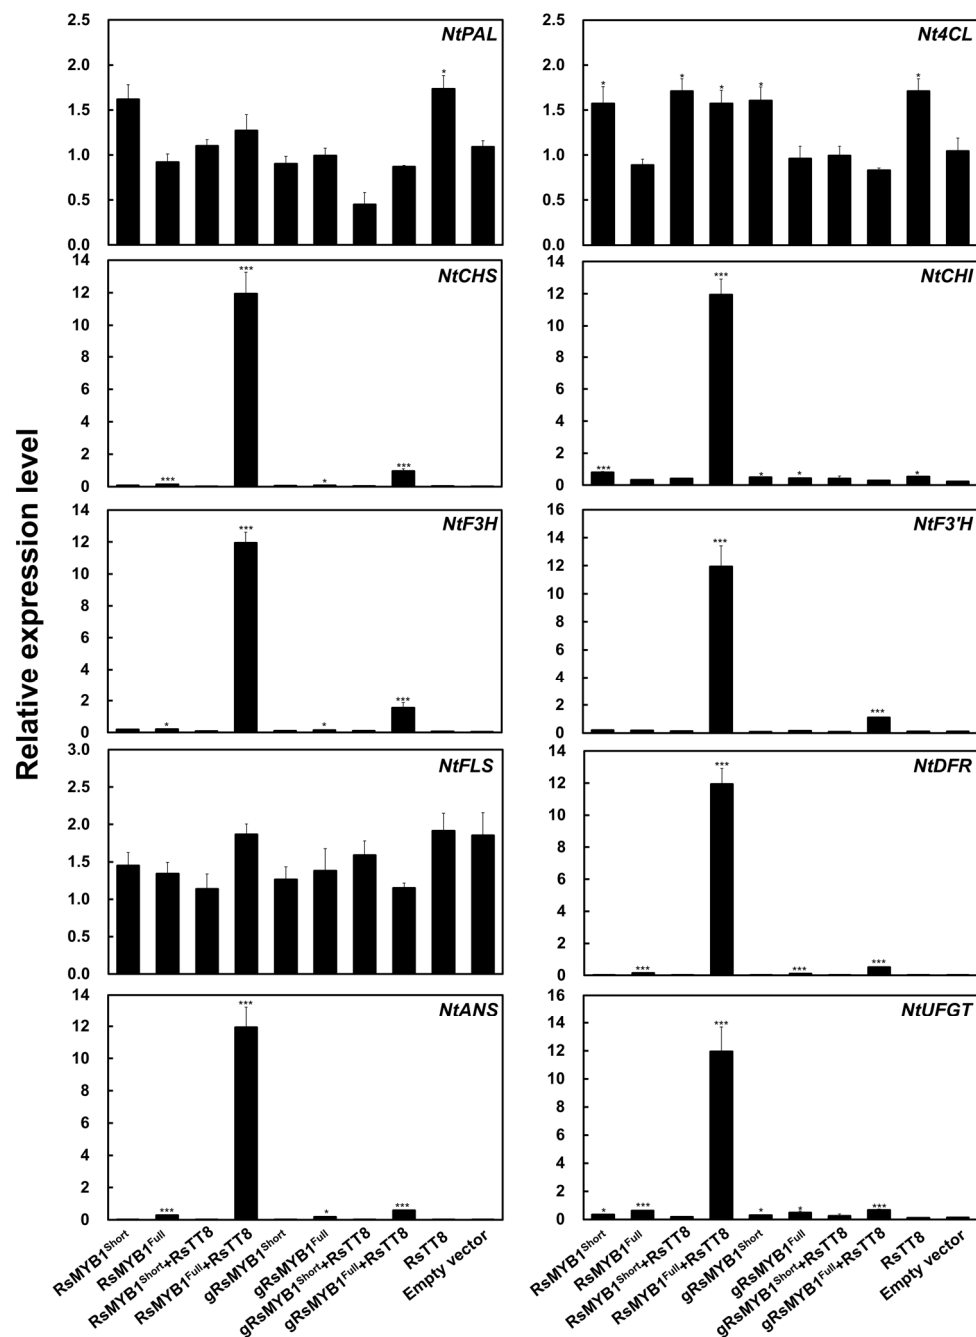 Relative expression level
NtPAL
2.5
2.0
1.5
1.0
0.5
0.0
*
Nt4CL
2.5
2.0
1.5
1.0
0.5
0.0
* * * * *
NtCHS
14
12
10
8
6
4
2
0
*** *** * ***
NtCHI
14
12
10
8
6
4
2
0
*** *** * * *
NtF3H
14
12
10
8
6
4
2
0
* *** * ***
NtF3'H
16
14
12
10
8
6
4
2
0
*** ***
NtFLS
3.0
2.5
2.0
1.5
1.0
0.5
0.0
NtDFR
14
12
10
8
6
4
2
0
*** *** *** ***
NtANS
14
12
10
8
6
4
2
0
*** *** * ***
NtUFGT
16
14
12
10
8
6
4
2
0
* *** *** * * ***
RsMYB1Short
RsMYB1Full
RsMYB1Short+RsTT8
RsMYB1Full+RsTT8
gRsMYB1Short
gRsMYB1Full
gRsMYB1Short+RsTT8
gRsMYB1Full+RsTT8
RsTT8
Empty vector
RsMYB1Short
RsMYB1Full
RsMYB1Short+RsTT8
RsMYB1Full+RsTT8
gRsMYB1Short
gRsMYB1Full
gRsMYB1Short+RsTT8
gRsMYB1Full+RsTT8
RsTT8
Empty vector